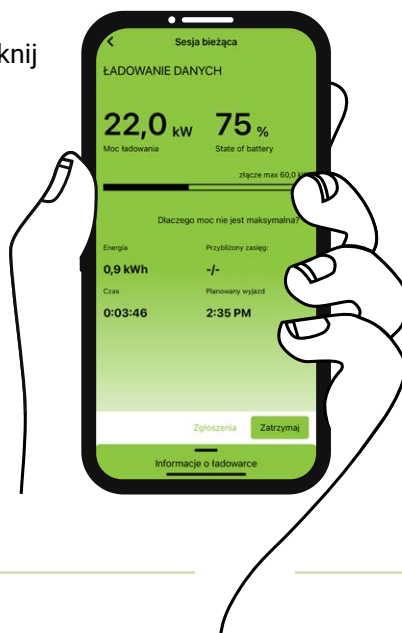 knij
Sesja bieżąca
ŁADOWANIE DANYCH
22,0 kW 75 %
Moc ładowania State of battery
złącze max 60,0
Dlaczego moc nie jest maksymalna?
Energia Przybliżony zasięg:
0,9 kWh -/-
Czas Planowany wyjazd
0:03:46 2:35 PM
Zgłoszenia Zatrzymaj
Informacje o ładowarce